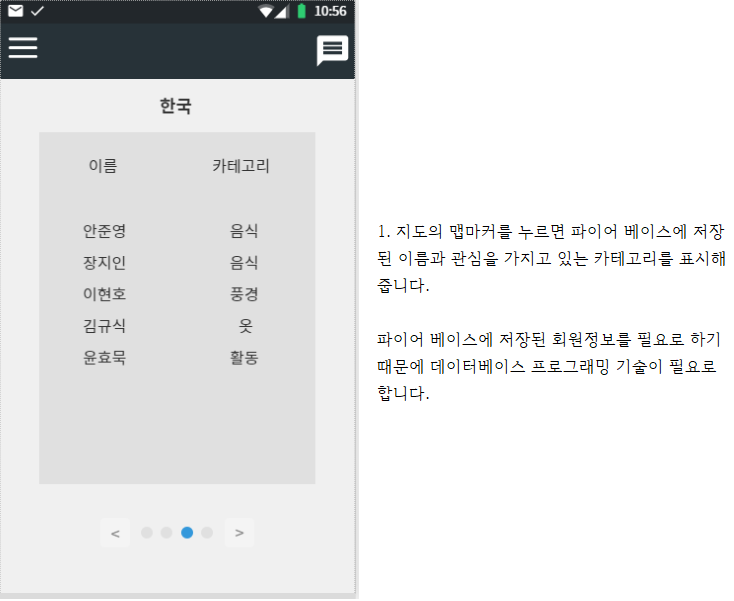 10:56
한국
이름 카테고리
안준영 음식
장지인 음식
이현호 풍경
김규식 옷
윤효묵 활동
< >
1. 지도의 맵마커를 누르면 파이어 베이스에 저장
된 이름과 관심을 가지고 있는 카테고리를 표시해
줍니다.
파이어 베이스에 저장된 회원정보를 필요로 하기
때문에 데이터베이스 프로그래밍 기술이 필요로
합니다.